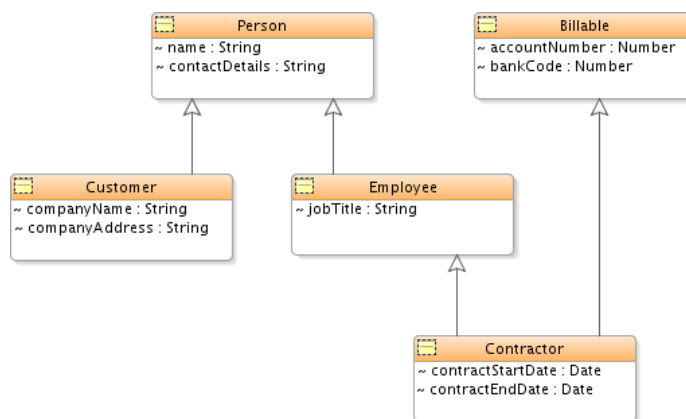 Person
~ name : String
~ contactDetails : String
Billable
~ accountNumber : Number
~ bankCode : Number
Customer
~ companyName : String
~ companyAddress : String
Employee
~ jobTitle : String
Contractor
~ contractStartDate : Date
~ contractEndDate : Date